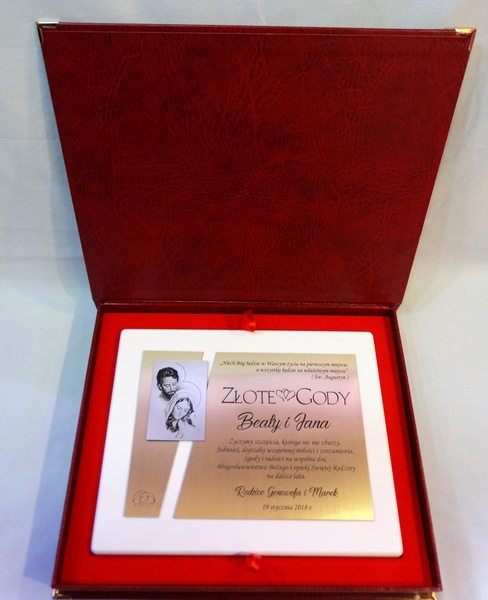 „Niech Bóg będzie w Waszym życiu na pierwszym miejscu,
a wszystko będzie na właściwym miejscu”
(Św. Augustyn)
ZŁOTE GODY
Beaty i Jana
Życzymy szczęścia, którego nic nie zburzy.
Jedności, dojrzałej wzajemnej miłości i zrozumienia,
zgody i radości na wspólne dni.
Błogosławieństwa Bożego i opieki Świętej Rodziny
na dalsze lata.
Rodzice Genowefa i Marek
19 stycznia 2018 r.